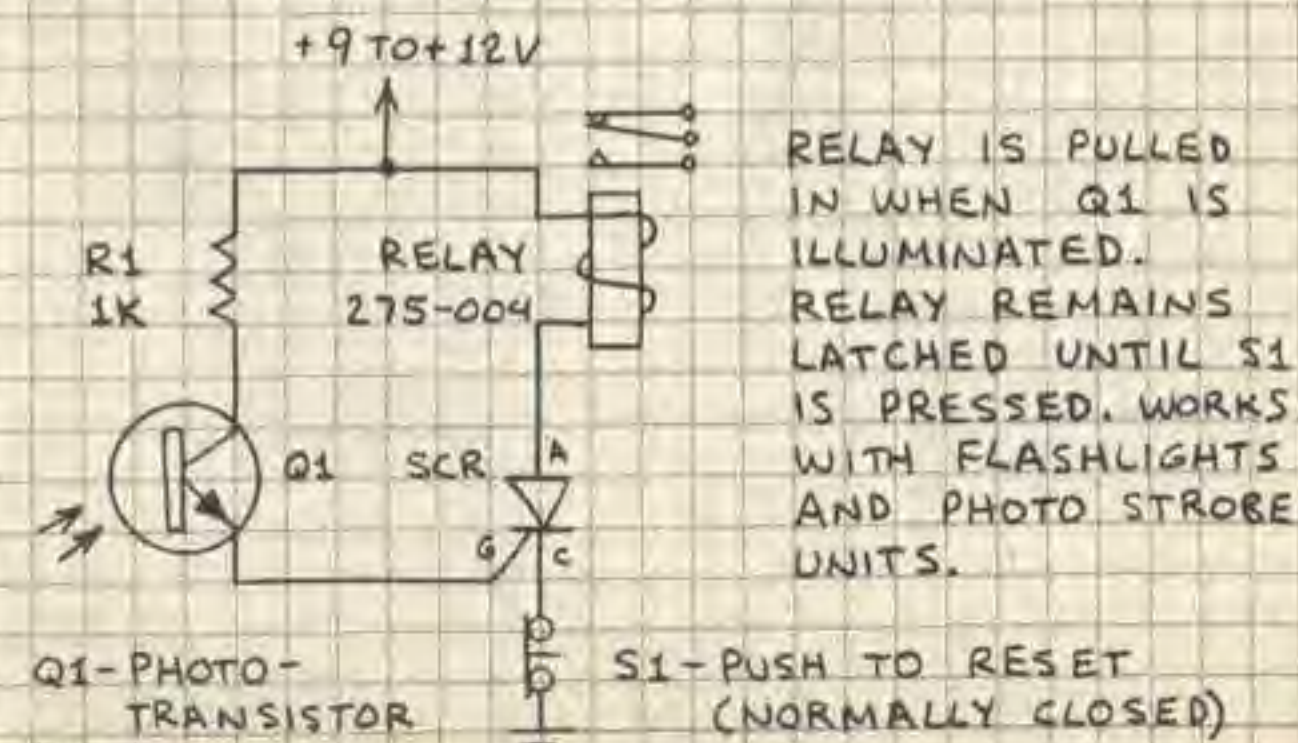 +9 TO +12V
RELAY IS PULLED
IN WHEN Q1 IS
ILLUMINATED.
RELAY REMAINS
LATCHED UNTIL S1
IS PRESSED. WORKS
WITH FLASHLIGHTS
AND PHOTO STROBE
UNITS.
R1
1K
RELAY
275-004
Q1
SCR
A
G
C
Q1-PHOTO-
TRANSISTOR
S1-PUSH TO RESET
(NORMALLY CLOSED)